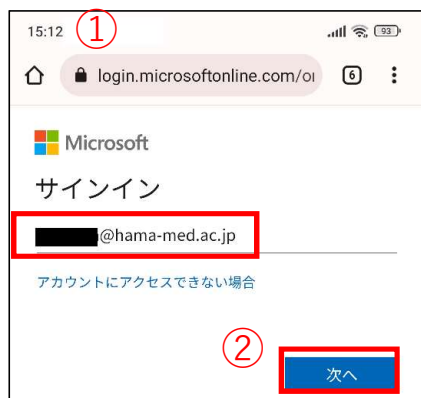 15:12 ① 93
login.microsoftonline.com/or 6
Microsoft
サインイン
@hama-med.ac.jp
アカウントにアクセスできない場合
②
次へ